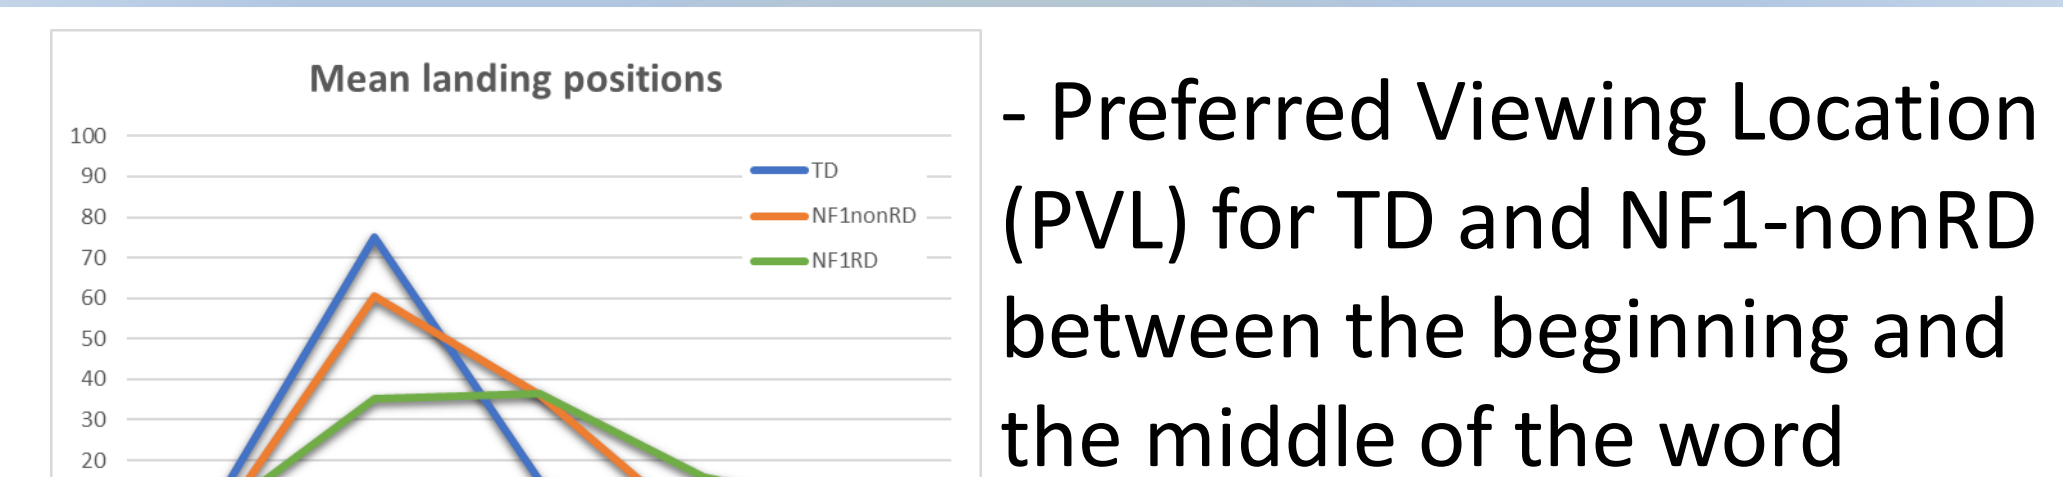 Mean landing positions
100
90
80
70
60
50
40
30
20
TD
NF1nonRD
NF1RD
- Preferred Viewing Location
(PVL) for TD and NF1-nonRD
between the beginning and
the middle of the word